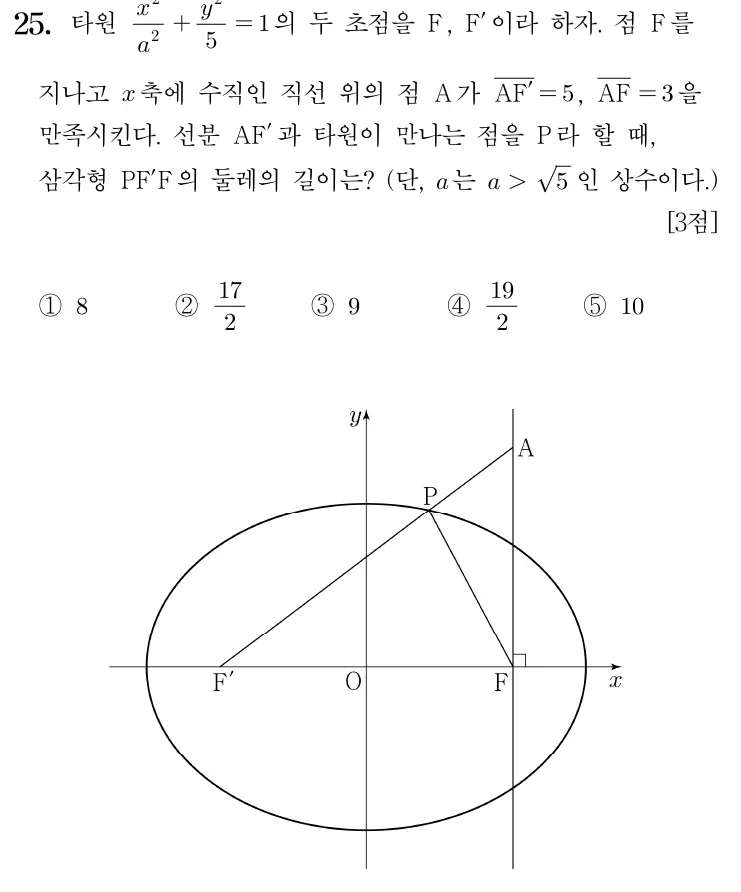 25. 타원 x²/a² + y²/5 = 1의 두 초점을 F, F′이라 하자. 점 F를
지나고 x축에 수직인 직선 위의 점 A가 A̅F̅′̅ = 5, A̅F̅ = 3을
만족시킨다. 선분 AF′과 타원이 만나는 점을 P라 할 때,
삼각형 PF′F의 둘레의 길이는? (단, a는 a > √5 인 상수이다.)
[3점]
① 8 ② 17/2 ③ 9 ④ 19/2 ⑤ 10
y
A
P
F′ O F x